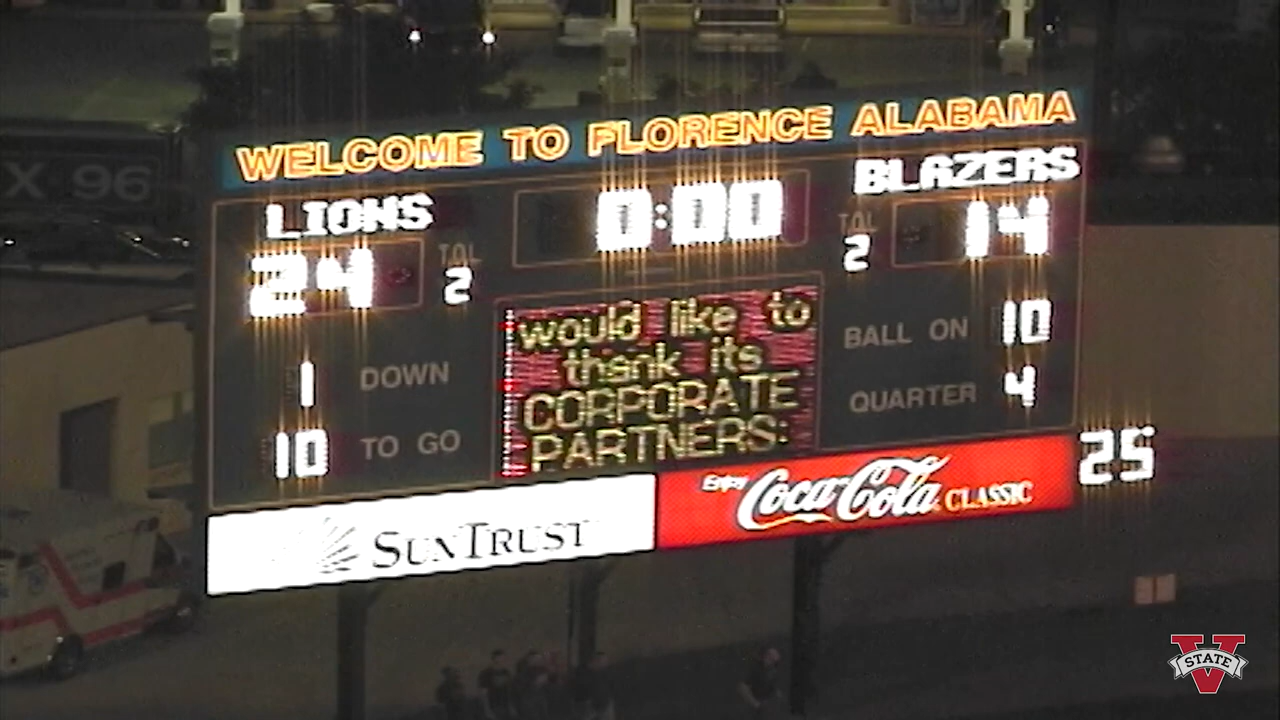 WELCOME TO FLORENCE ALABAMA
X 96
LIONS
0:00
BLAZERS
24
TOL
2
TOL
2
14
would like to
thank its
CORPORATE
PARTNERS:
1 DOWN
10 TO GO
BALL ON 10
QUARTER 4
25
SUNTRUST
Enjoy
Coca-Cola CLASSIC
V
STATE